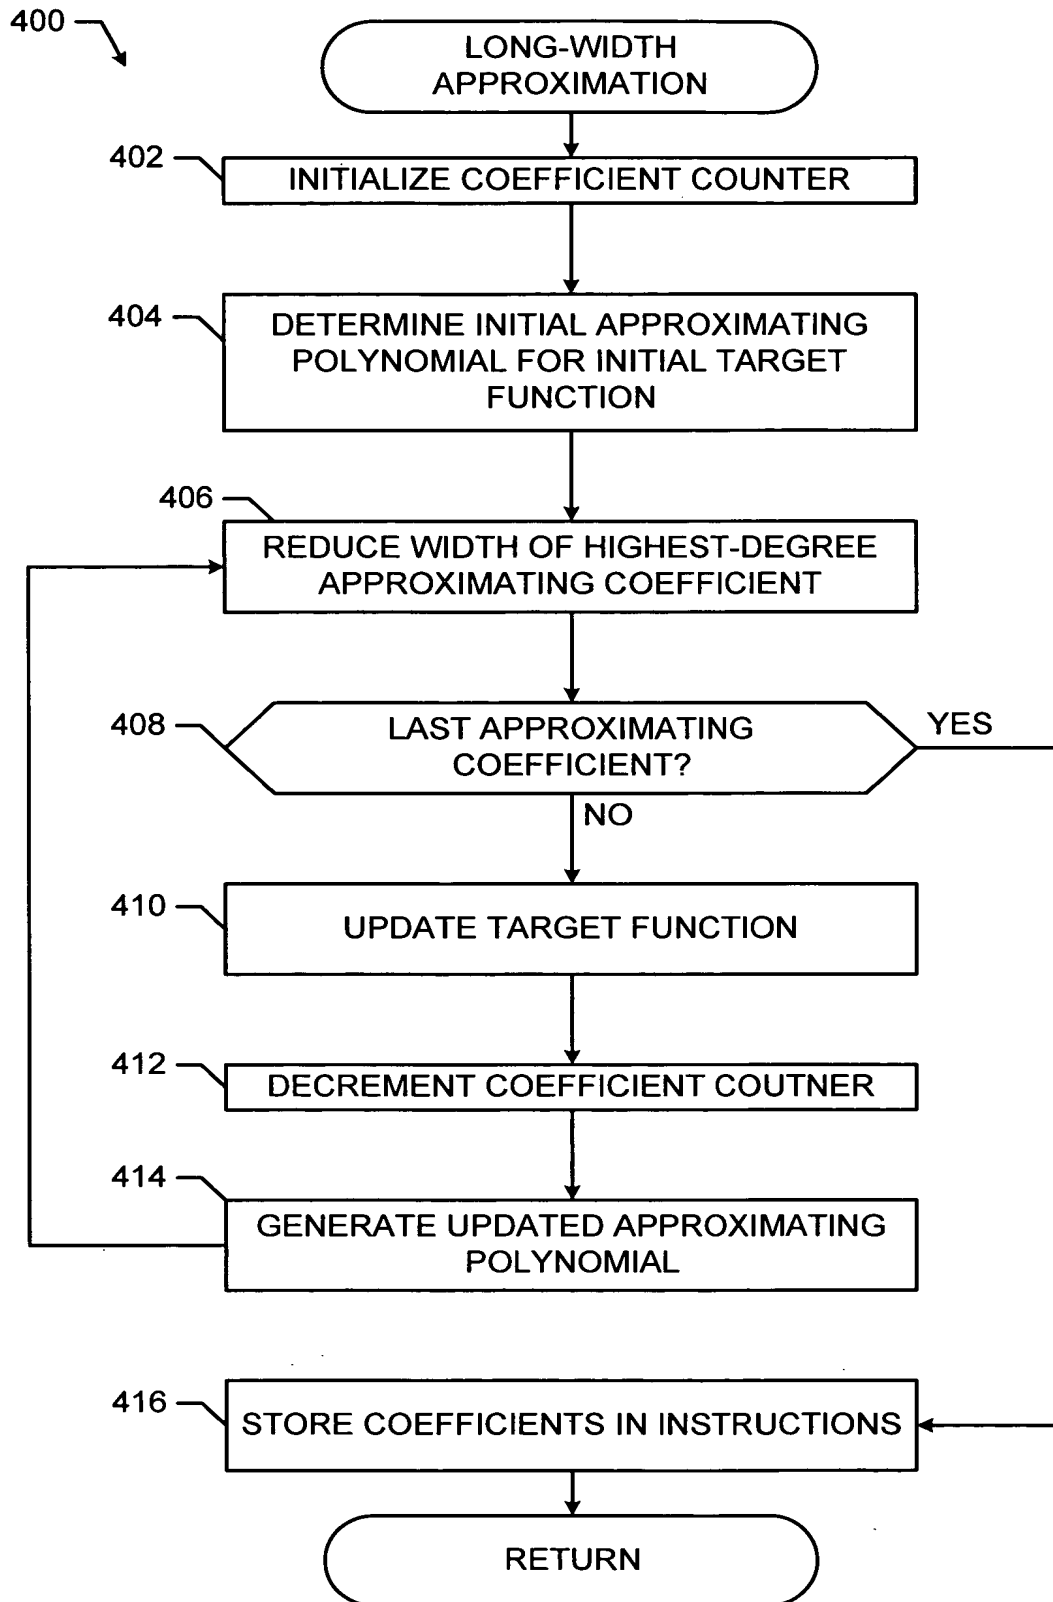 400
LONG-WIDTH
APPROXIMATION
402
INITIALIZE COEFFICIENT COUNTER
404
DETERMINE INITIAL APPROXIMATING
POLYNOMIAL FOR INITIAL TARGET
FUNCTION
406
REDUCE WIDTH OF HIGHEST-DEGREE
APPROXIMATING COEFFICIENT
408
LAST APPROXIMATING
COEFFICIENT?
YES
NO
410
UPDATE TARGET FUNCTION
412
DECREMENT COEFFICIENT COUTNER
414
GENERATE UPDATED APPROXIMATING
POLYNOMIAL
416
STORE COEFFICIENTS IN INSTRUCTIONS
RETURN